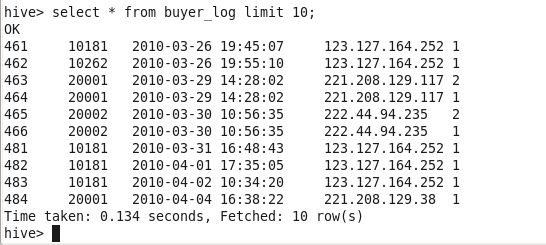 hive> select * from buyer_log limit 10;
OK
461     10181   2010-03-26 19:45:07     123.127.164.252 1
462     10262   2010-03-26 19:55:10     123.127.164.252 1
463     20001   2010-03-29 14:28:02     221.208.129.117 2
464     20001   2010-03-29 14:28:02     221.208.129.117 1
465     20002   2010-03-30 10:56:35     222.44.94.235   2
466     20002   2010-03-30 10:56:35     222.44.94.235   1
481     10181   2010-03-31 16:48:43     123.127.164.252 1
482     10181   2010-04-01 17:35:05     123.127.164.252 1
483     10181   2010-04-02 10:34:20     123.127.164.252 1
484     20001   2010-04-04 16:38:22     221.208.129.38  1
Time taken: 0.134 seconds, Fetched: 10 row(s)
hive>